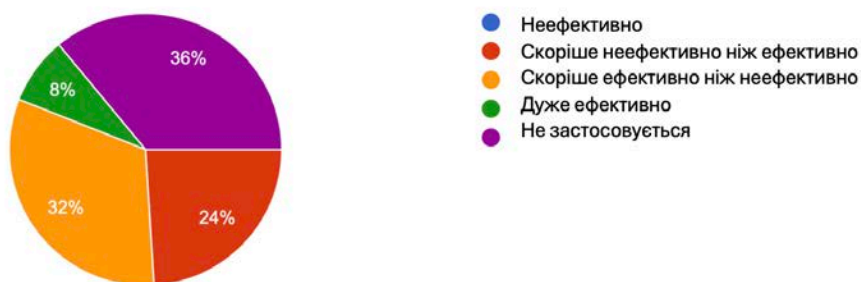 36%
8%
32%
24%
Неефективно
Скоріше неефективно ніж ефективно
Скоріше ефективно ніж неефективно
Дуже ефективно
Не застосовується